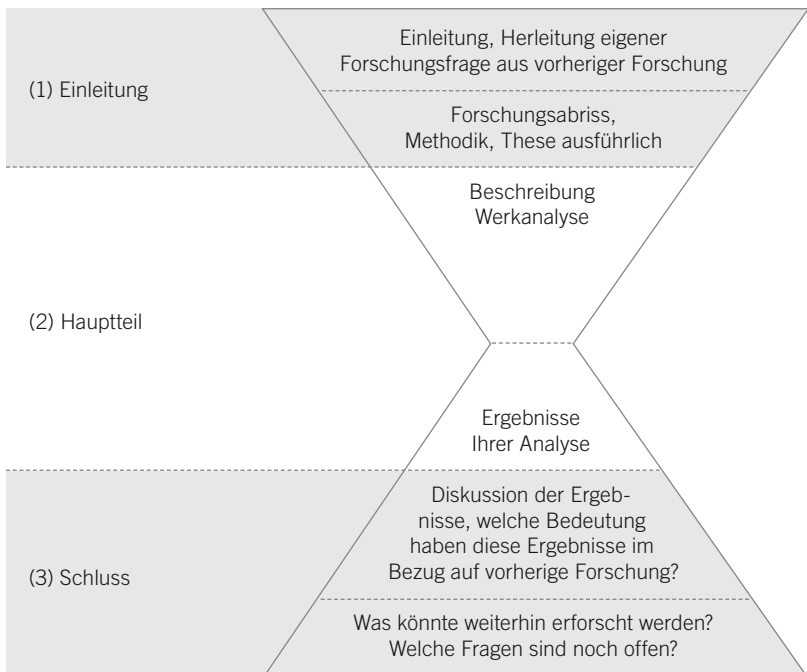 (1) Einleitung
Einleitung, Herleitung eigener
Forschungsfrage aus vorheriger Forschung
Forschungsabriss,
Methodik, These ausführlich
(2) Hauptteil
Beschreibung
Werkanalyse
Ergebnisse
Ihrer Analyse
(3) Schluss
Diskussion der Ergeb-
nisse, welche Bedeutung
haben diese Ergebnisse im
Bezug auf vorherige Forschung?
Was könnte weiterhin erforscht werden?
Welche Fragen sind noch offen?